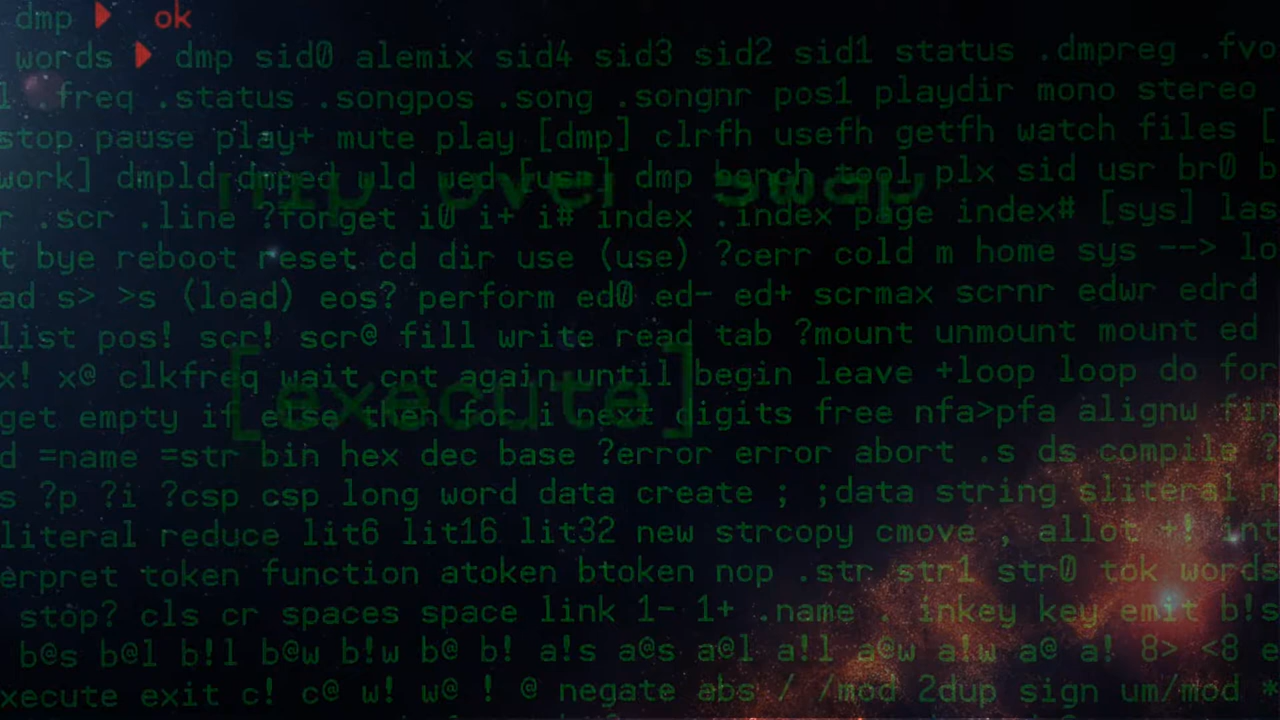 dmp ▶ ok
words ▶ dmp sid0 alemix sid4 sid3 sid2 sid1 status .dmpreg .fvo
l .freq .status .songpos .song .songnr pos1 playdir mono stereo
stop pause play+ mute play [dmp] clrfh usefh getfh watch files [
work] dmpld dmped uld ued [usr] dmp bench tool plx sid usr br0 b
over swap
r .scr .line ?forget i0 i+ i# index .index page index# [sys] las
t bye reboot reset cd dir use (use) ?cerr cold m home sys --> lo
ad s> >s (load) eos? perform ed0 ed- ed+ scrmax scrnr edwr edrd
list pos! scr! scr@ fill write read tab ?mount unmount mount ed
x! x@ clkfreq wait cnt again until begin leave +loop loop do for
[execute]
get empty if else then for i next digits free nfa>pfa alignw fin
d =name =str bin hex dec base ?error error abort .s ds compile ?
s ?p ?i ?csp csp long word data create ; ;data string sliteral n
literal reduce lit6 lit16 lit32 new strcopy cmove , allot +! int
erpret token function atoken btoken nop .str str1 str0 tok words
stop? cls cr spaces space link 1- 1+ .name . inkey key emit b!s
b@s b@l b!l b@w b!w b@ b! a!s a@s a@l a!l a@w a!w a@ a! 8> <8 e
xecute exit c! c@ w! w@ ! @ negate abs / /mod 2dup sign um/mod *